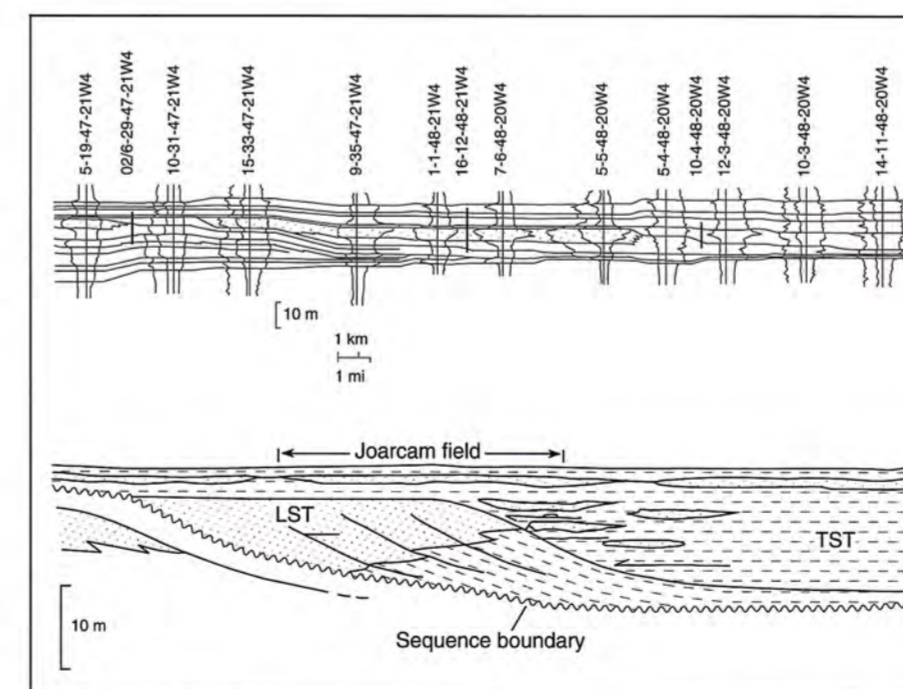 5-19-47-21W4
02/6-29-47-21W4
10-31-47-21W4
15-33-47-21W4
9-35-47-21W4
1-1-48-21W4
16-12-48-21W4
7-6-48-20W4
5-5-48-20W4
5-4-48-20W4
10-4-48-20W4
12-3-48-20W4
10-3-48-20W4
14-11-48-20W4
10 m
1 km
1 mi
Joarcam field
LST
TST
10 m
Sequence boundary